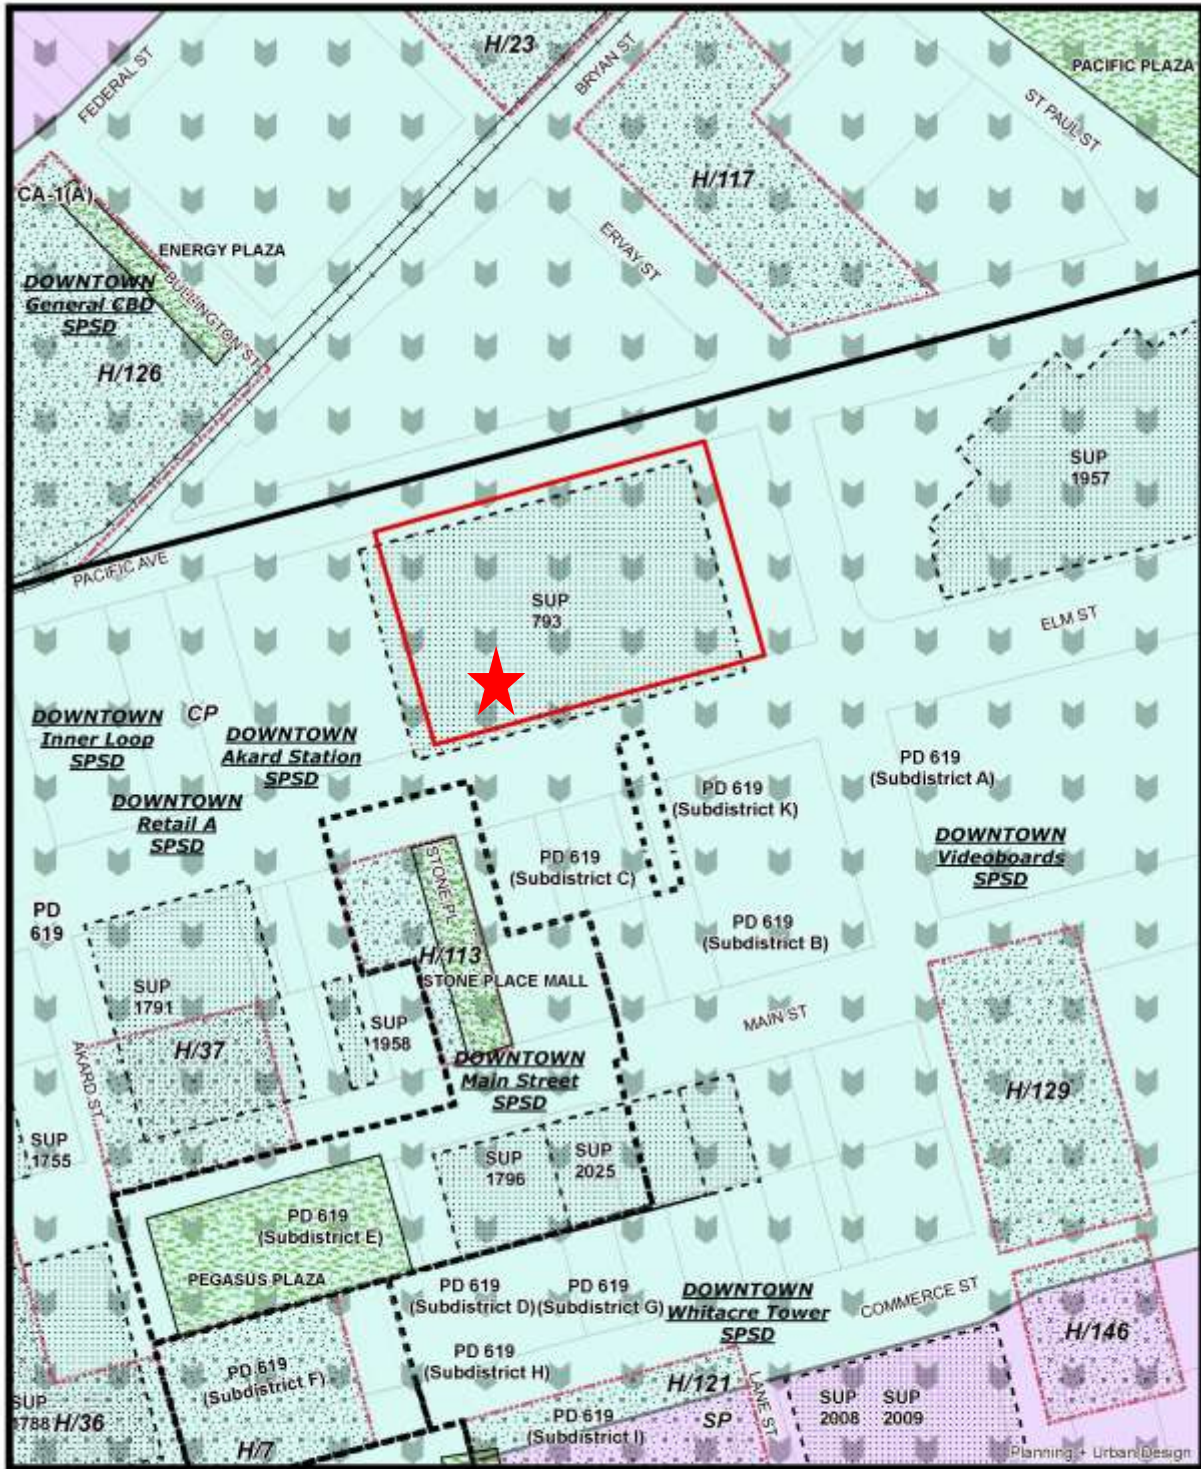 H/23
FEDERAL ST
BRYAN ST
PACIFIC PLAZA
ST PAUL ST
CA-1(A)
H/117
ENERGY PLAZA
ERVAY ST
DOWNTOWN
General CBD
SPSD
BULLINGTON ST
H/126
SUP
1957
PACIFIC AVE
SUP
793
ELM ST
DOWNTOWN
Inner Loop
SPSD
CP
DOWNTOWN
Akard Station
SPSD
PD 619
(Subdistrict A)
DOWNTOWN
Retail A
SPSD
PD 619
(Subdistrict K)
DOWNTOWN
Videoboards
SPSD
STONE PL
PD 619
(Subdistrict C)
PD
619
PD 619
(Subdistrict B)
H/113
STONE PLACE MALL
SUP
1791
SUP
1958
MAIN ST
AKARD ST
H/37
DOWNTOWN
Main Street
SPSD
H/129
SUP
1755
SUP
1796
SUP
2025
PD 619
(Subdistrict E)
PEGASUS PLAZA
PD 619
(Subdistrict D)
PD 619
(Subdistrict G)
DOWNTOWN
Whitacre Tower
SPSD
COMMERCE ST
H/146
PD 619
(Subdistrict F)
PD 619
(Subdistrict H)
H/121
LANE ST
SUP
1788
H/36
H/7
PD 619
(Subdistrict I)
SP
SUP
2008
SUP
2009
Planning + Urban Design